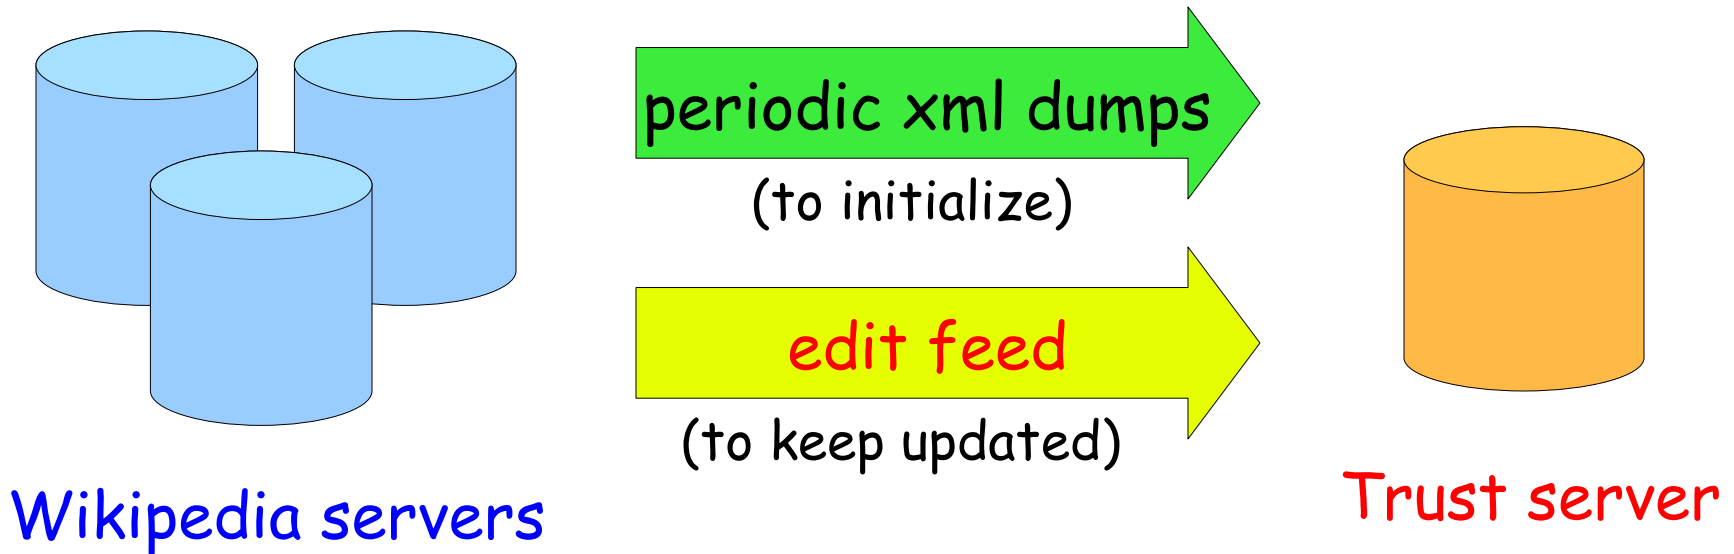 periodic xml dumps
(to initialize)
edit feed
(to keep updated)
Wikipedia servers
Trust server